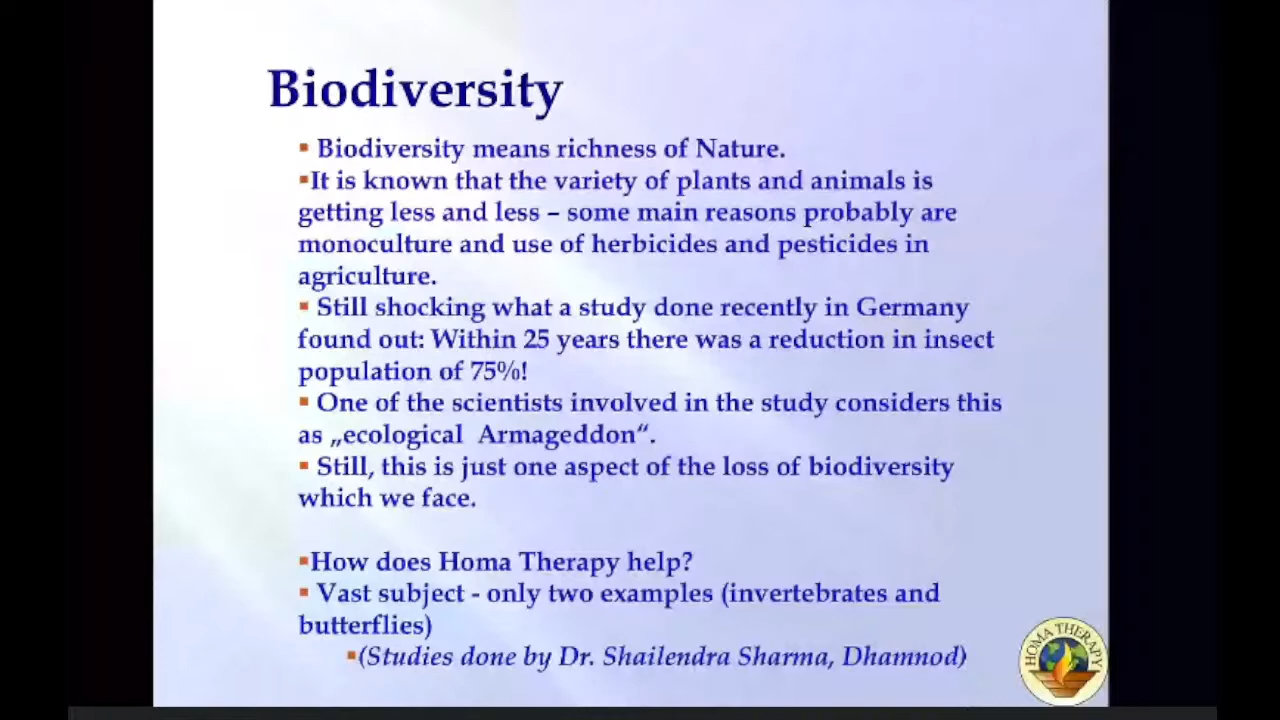 Biodiversity
▪ Biodiversity means richness of Nature.
▪It is known that the variety of plants and animals is
getting less and less – some main reasons probably are
monoculture and use of herbicides and pesticides in
agriculture.
▪ Still shocking what a study done recently in Germany
found out: Within 25 years there was a reduction in insect
population of 75%!
▪ One of the scientists involved in the study considers this
as „ecological Armageddon“.
▪ Still, this is just one aspect of the loss of biodiversity
which we face.
▪How does Homa Therapy help?
▪ Vast subject - only two examples (invertebrates and
butterflies)
▪(Studies done by Dr. Shailendra Sharma, Dhamnod)
HOMA THERAPY